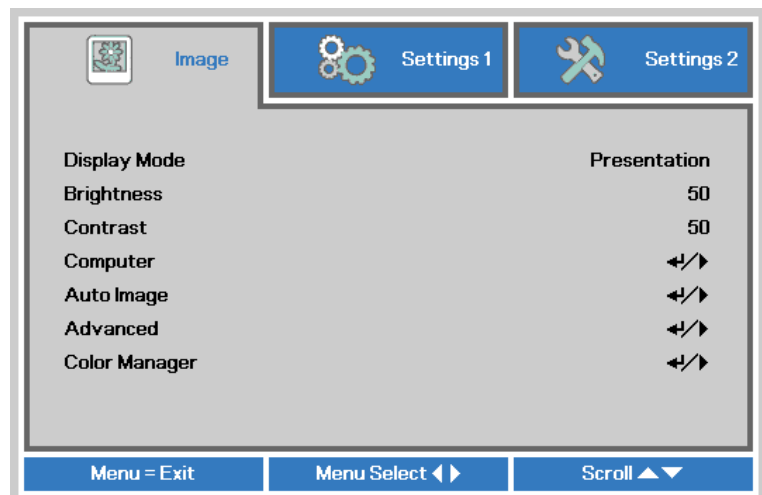 Image
Settings 1
Settings 2
Display Mode Presentation
Brightness 50
Contrast 50
Computer ↵/▶
Auto Image ↵/▶
Advanced ↵/▶
Color Manager ↵/▶
Menu = Exit
Menu Select ◀▶
Scroll ▲▼